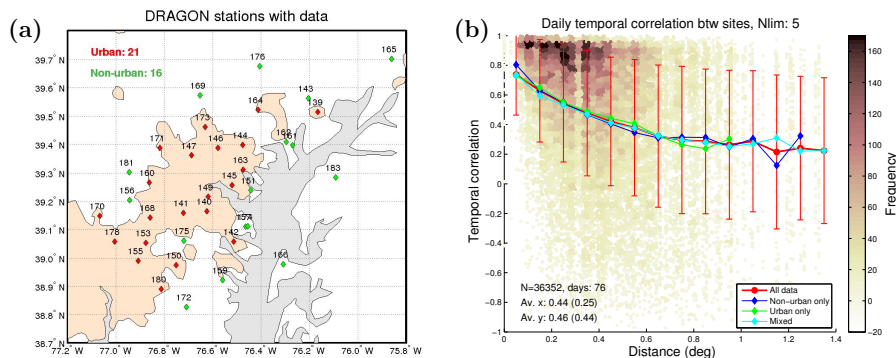 (a)
DRAGON stations with data
Urban: 21
Non-urban: 16
39.7° N
39.6° N
39.5° N
39.4° N
39.3° N
39.2° N
39.1° N
39.0° N
38.9° N
38.8° N
38.7° N
77.2° W
77.0° W
76.8° W
76.6° W
76.4° W
76.2° W
76.0° W
75.8° W
165
176
169
143
164
139
173
162
161
171
146
144
147
163
181
160
183
151
145
149
156
140
141
170
168
157
175
142
178
153
155
150
166
159
180
172
(b)
Daily temporal correlation btw sites, Nlim: 5
Temporal correlation
1
0.8
0.6
0.4
0.2
0
-0.2
-0.4
-0.6
-0.8
-1
N=36352, days: 76
Av. x: 0.44 (0.25)
Av. y: 0.46 (0.44)
All data
Non-urban only
Urban only
Mixed
0
0.2
0.4
0.6
0.8
1
1.2
1.4
Distance (deg)
160
140
120
100
80
60
40
20
0
-20
Frequency